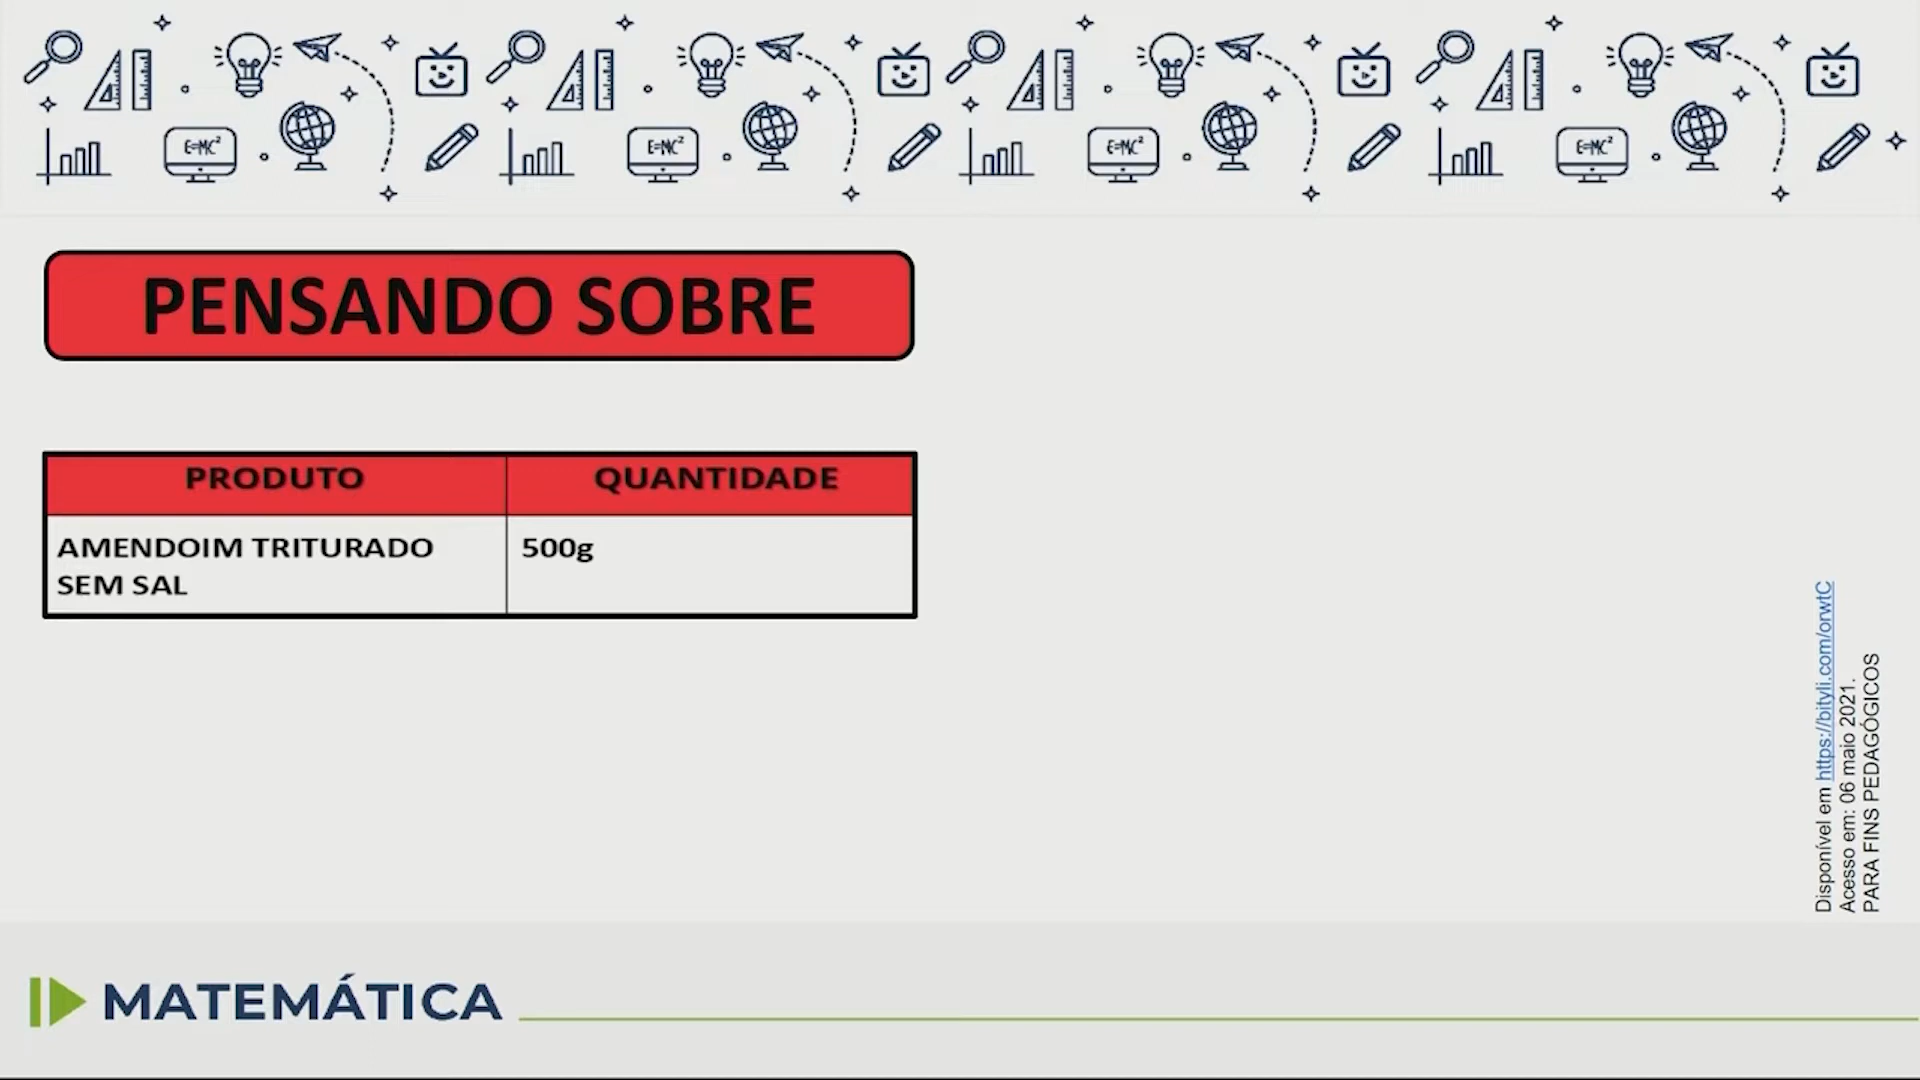 E=MC²
E=MC²
E=MC²
E=MC²
PENSANDO SOBRE
PRODUTO QUANTIDADE
AMENDOIM TRITURADO 500g
SEM SAL
Disponível em https://bityli.com/orwtC
Acesso em: 06 maio 2021.
PARA FINS PEDAGÓGICOS
MATEMÁTICA